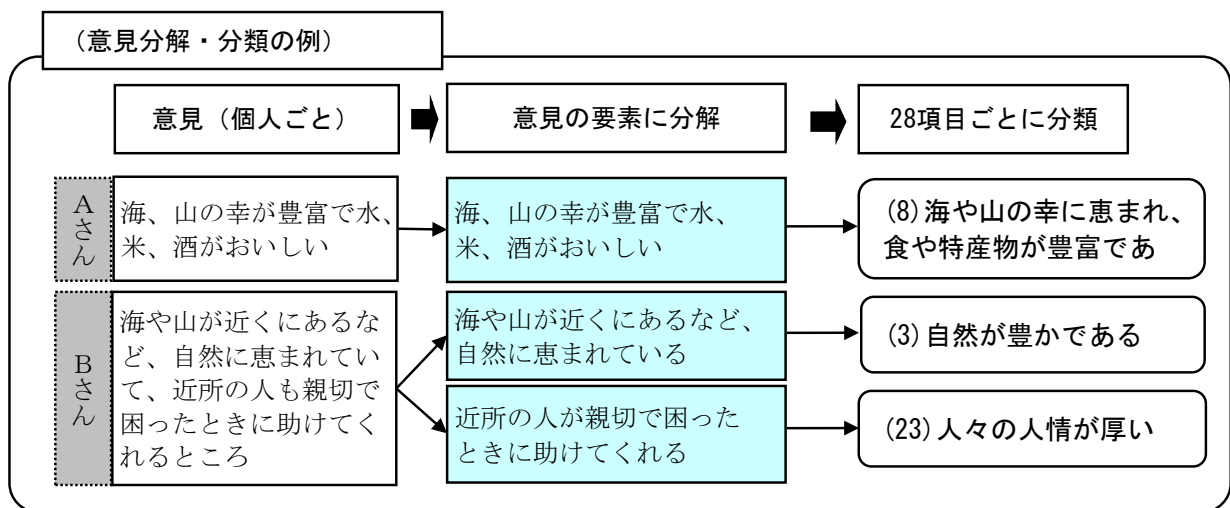 （意見分解・分類の例）
意見（個人ごと）
意見の要素に分解
28項目ごとに分類
Aさん
海、山の幸が豊富で水、
米、酒がおいしい
海、山の幸が豊富で水、
米、酒がおいしい
(8)海や山の幸に恵まれ、
食や特産物が豊富であ
Bさん
海や山が近くにあるな
ど、自然に恵まれてい
て、近所の人も親切で
困ったときに助けてく
れるところ
海や山が近くにあるなど、
自然に恵まれている
(3)自然が豊かである
近所の人が親切で困った
ときに助けてくれる
(23)人々の人情が厚い